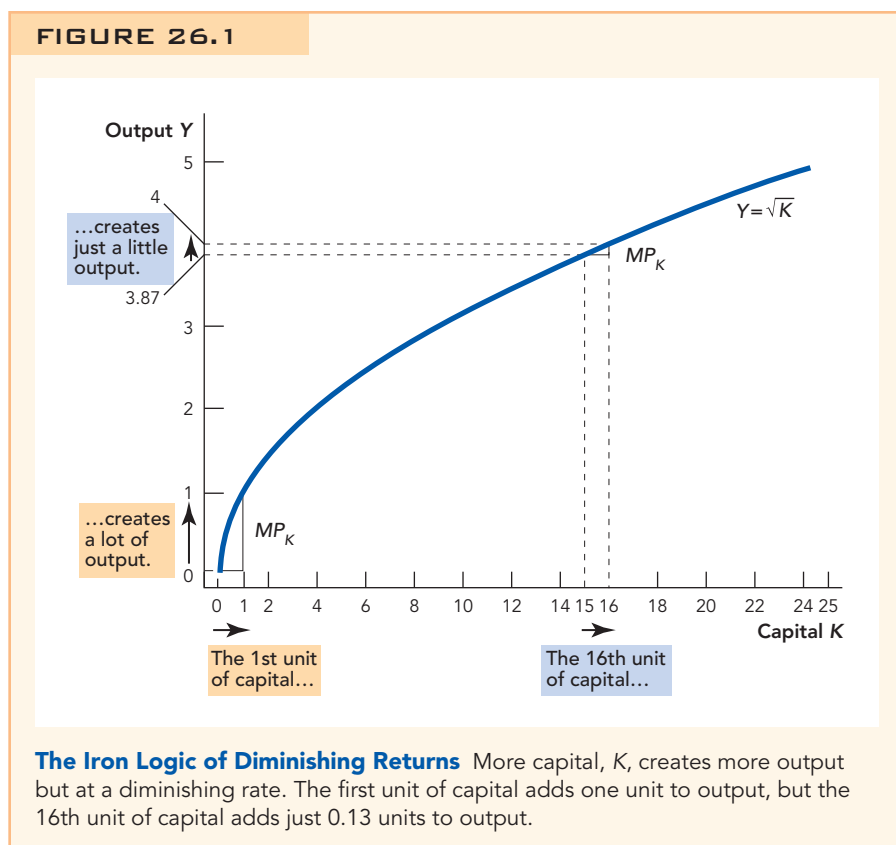 FIGURE 26.1
Output Y
5
4
…creates
just a little
output.
3.87
3
2
1
…creates
a lot of
output.
0
Y=√K
MP_K
MP_K
0 1 2 4 6 8 10 12 14 15 16 18 20 22 24 25
Capital K
The 1st unit
of capital…
The 16th unit
of capital…
The Iron Logic of Diminishing Returns More capital, K, creates more output
but at a diminishing rate. The first unit of capital adds one unit to output, but the
16th unit of capital adds just 0.13 units to output.